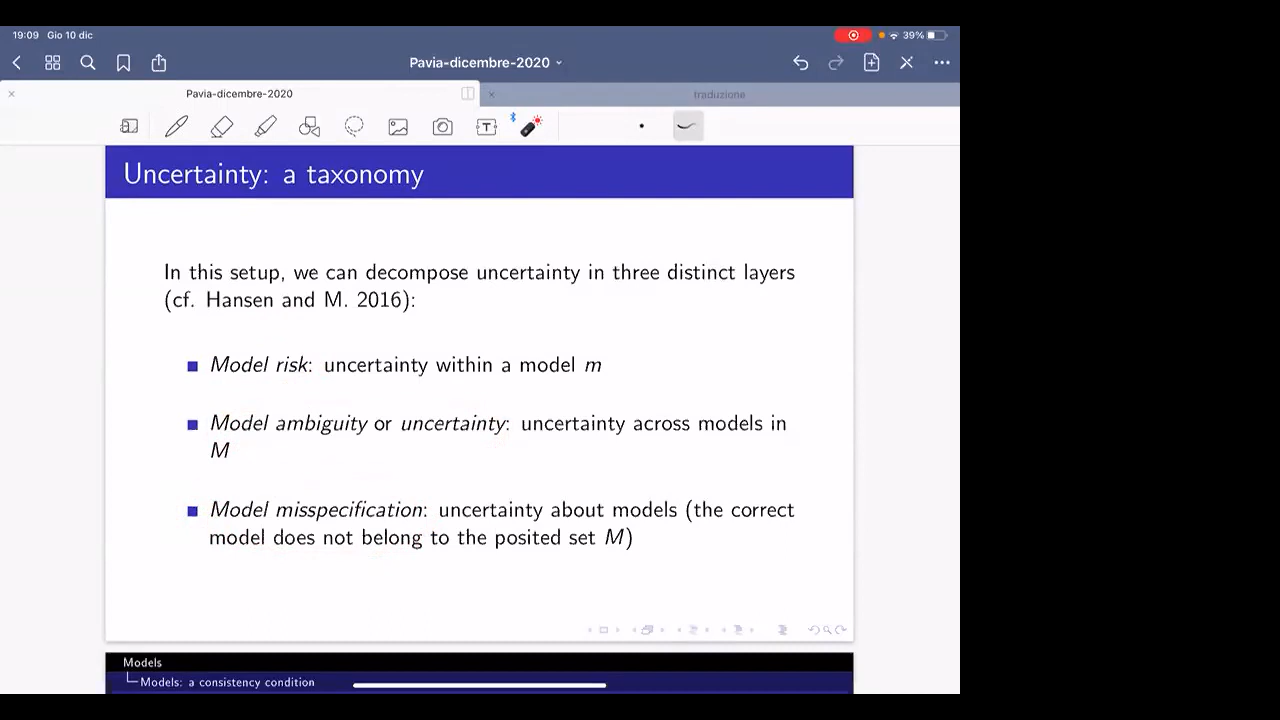 19:09 Gio 10 dic
39%
Pavia-dicembre-2020
Pavia-dicembre-2020
traduzione
T
Uncertainty: a taxonomy
In this setup, we can decompose uncertainty in three distinct layers
(cf. Hansen and M. 2016):
Model risk: uncertainty within a model m
Model ambiguity or uncertainty: uncertainty across models in
M
Model misspecification: uncertainty about models (the correct
model does not belong to the posited set M)
Models
Models: a consistency condition